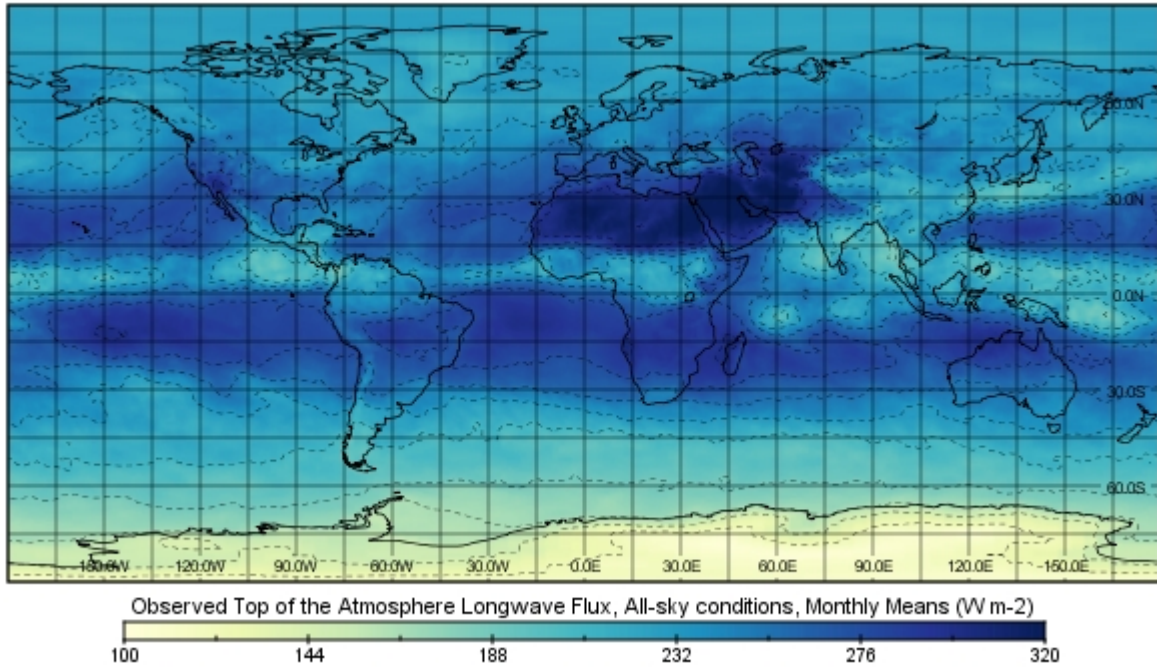 60.0N
30.0N
0.0N
30.0S
60.0S
150.0W 120.0W 90.0W 60.0W 30.0W 0.0E 30.0E 60.0E 90.0E 120.0E 150.0E
Observed Top of the Atmosphere Longwave Flux, All-sky conditions, Monthly Means (W m-2)
100 144 188 232 276 320